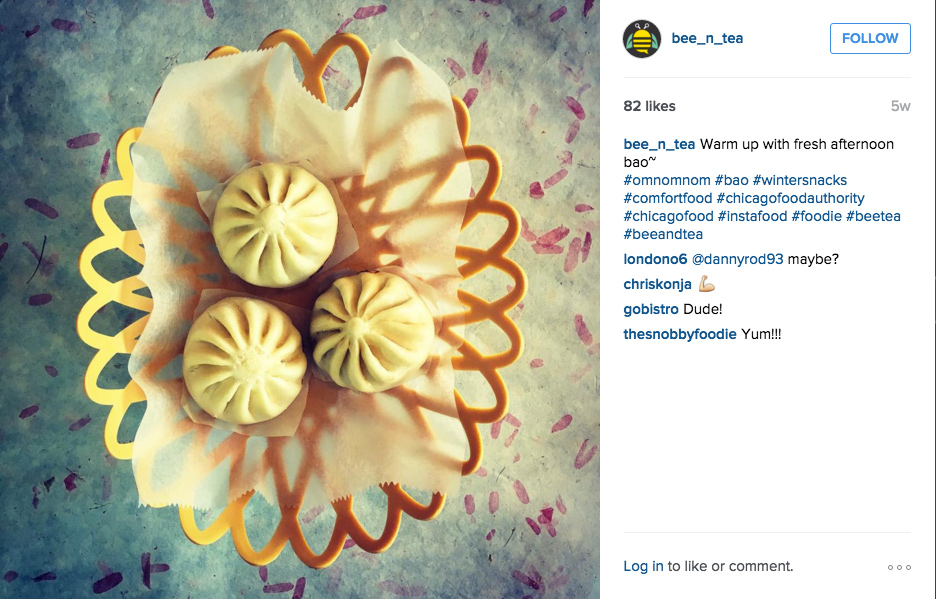 bee_n_tea
FOLLOW
82 likes
5w
bee_n_tea Warm up with fresh afternoon
bao~
#omnomnom #bao #wintersnacks
#comfortfood #chicagofoodauthority
#chicagofood #instafood #foodie #beetea
#beeandtea
londono6 @dannyrod93 maybe?
chriskonja 💪🏼
gobistro Dude!
thesnobbyfoodie Yum!!!
Log in to like or comment.